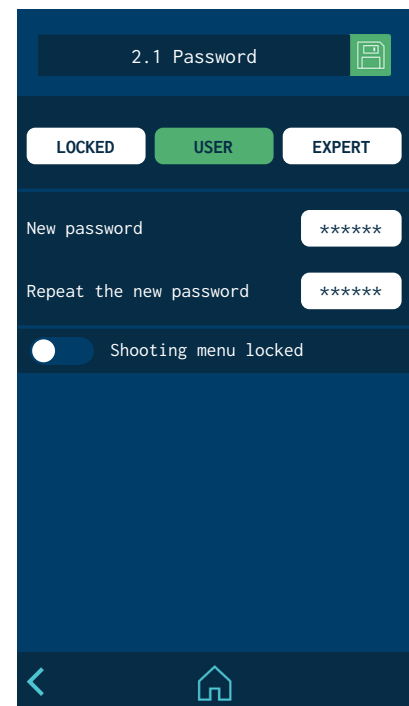 2.1 Password
LOCKED USER EXPERT
New password ******
Repeat the new password ******
Shooting menu locked